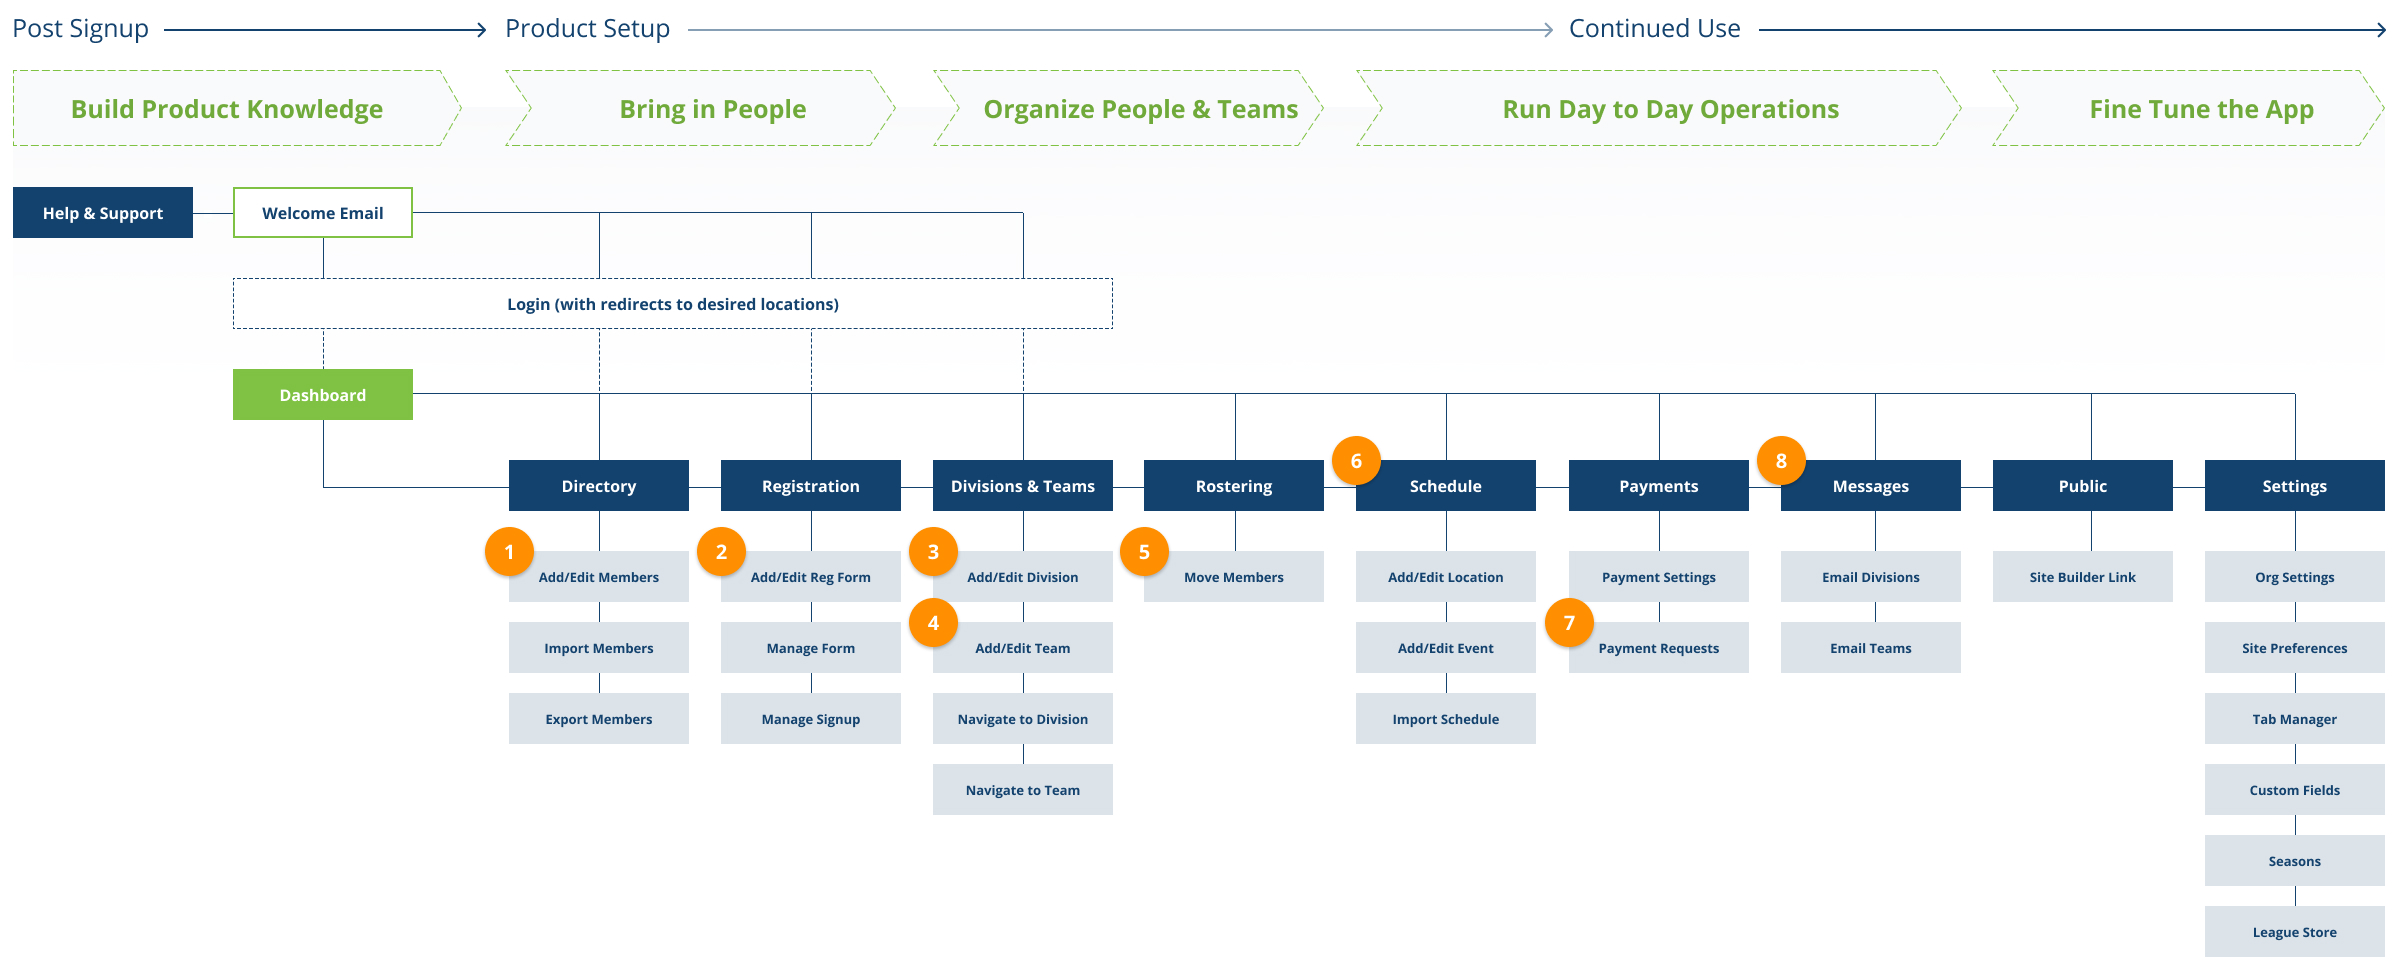 Post Signup
Product Setup
Continued Use
Build Product Knowledge
Bring in People
Organize People & Teams
Run Day to Day Operations
Fine Tune the App
Help & Support
Welcome Email
Login (with redirects to desired locations)
Dashboard
Directory
Registration
Divisions & Teams
Rostering
6
Schedule
Payments
8
Messages
Public
Settings
1
Add/Edit Members
Import Members
Export Members
2
Add/Edit Reg Form
Manage Form
Manage Signup
3
Add/Edit Division
4
Add/Edit Team
Navigate to Division
Navigate to Team
5
Move Members
Add/Edit Location
Add/Edit Event
Import Schedule
Payment Settings
7
Payment Requests
Email Divisions
Email Teams
Site Builder Link
Org Settings
Site Preferences
Tab Manager
Custom Fields
Seasons
League Store